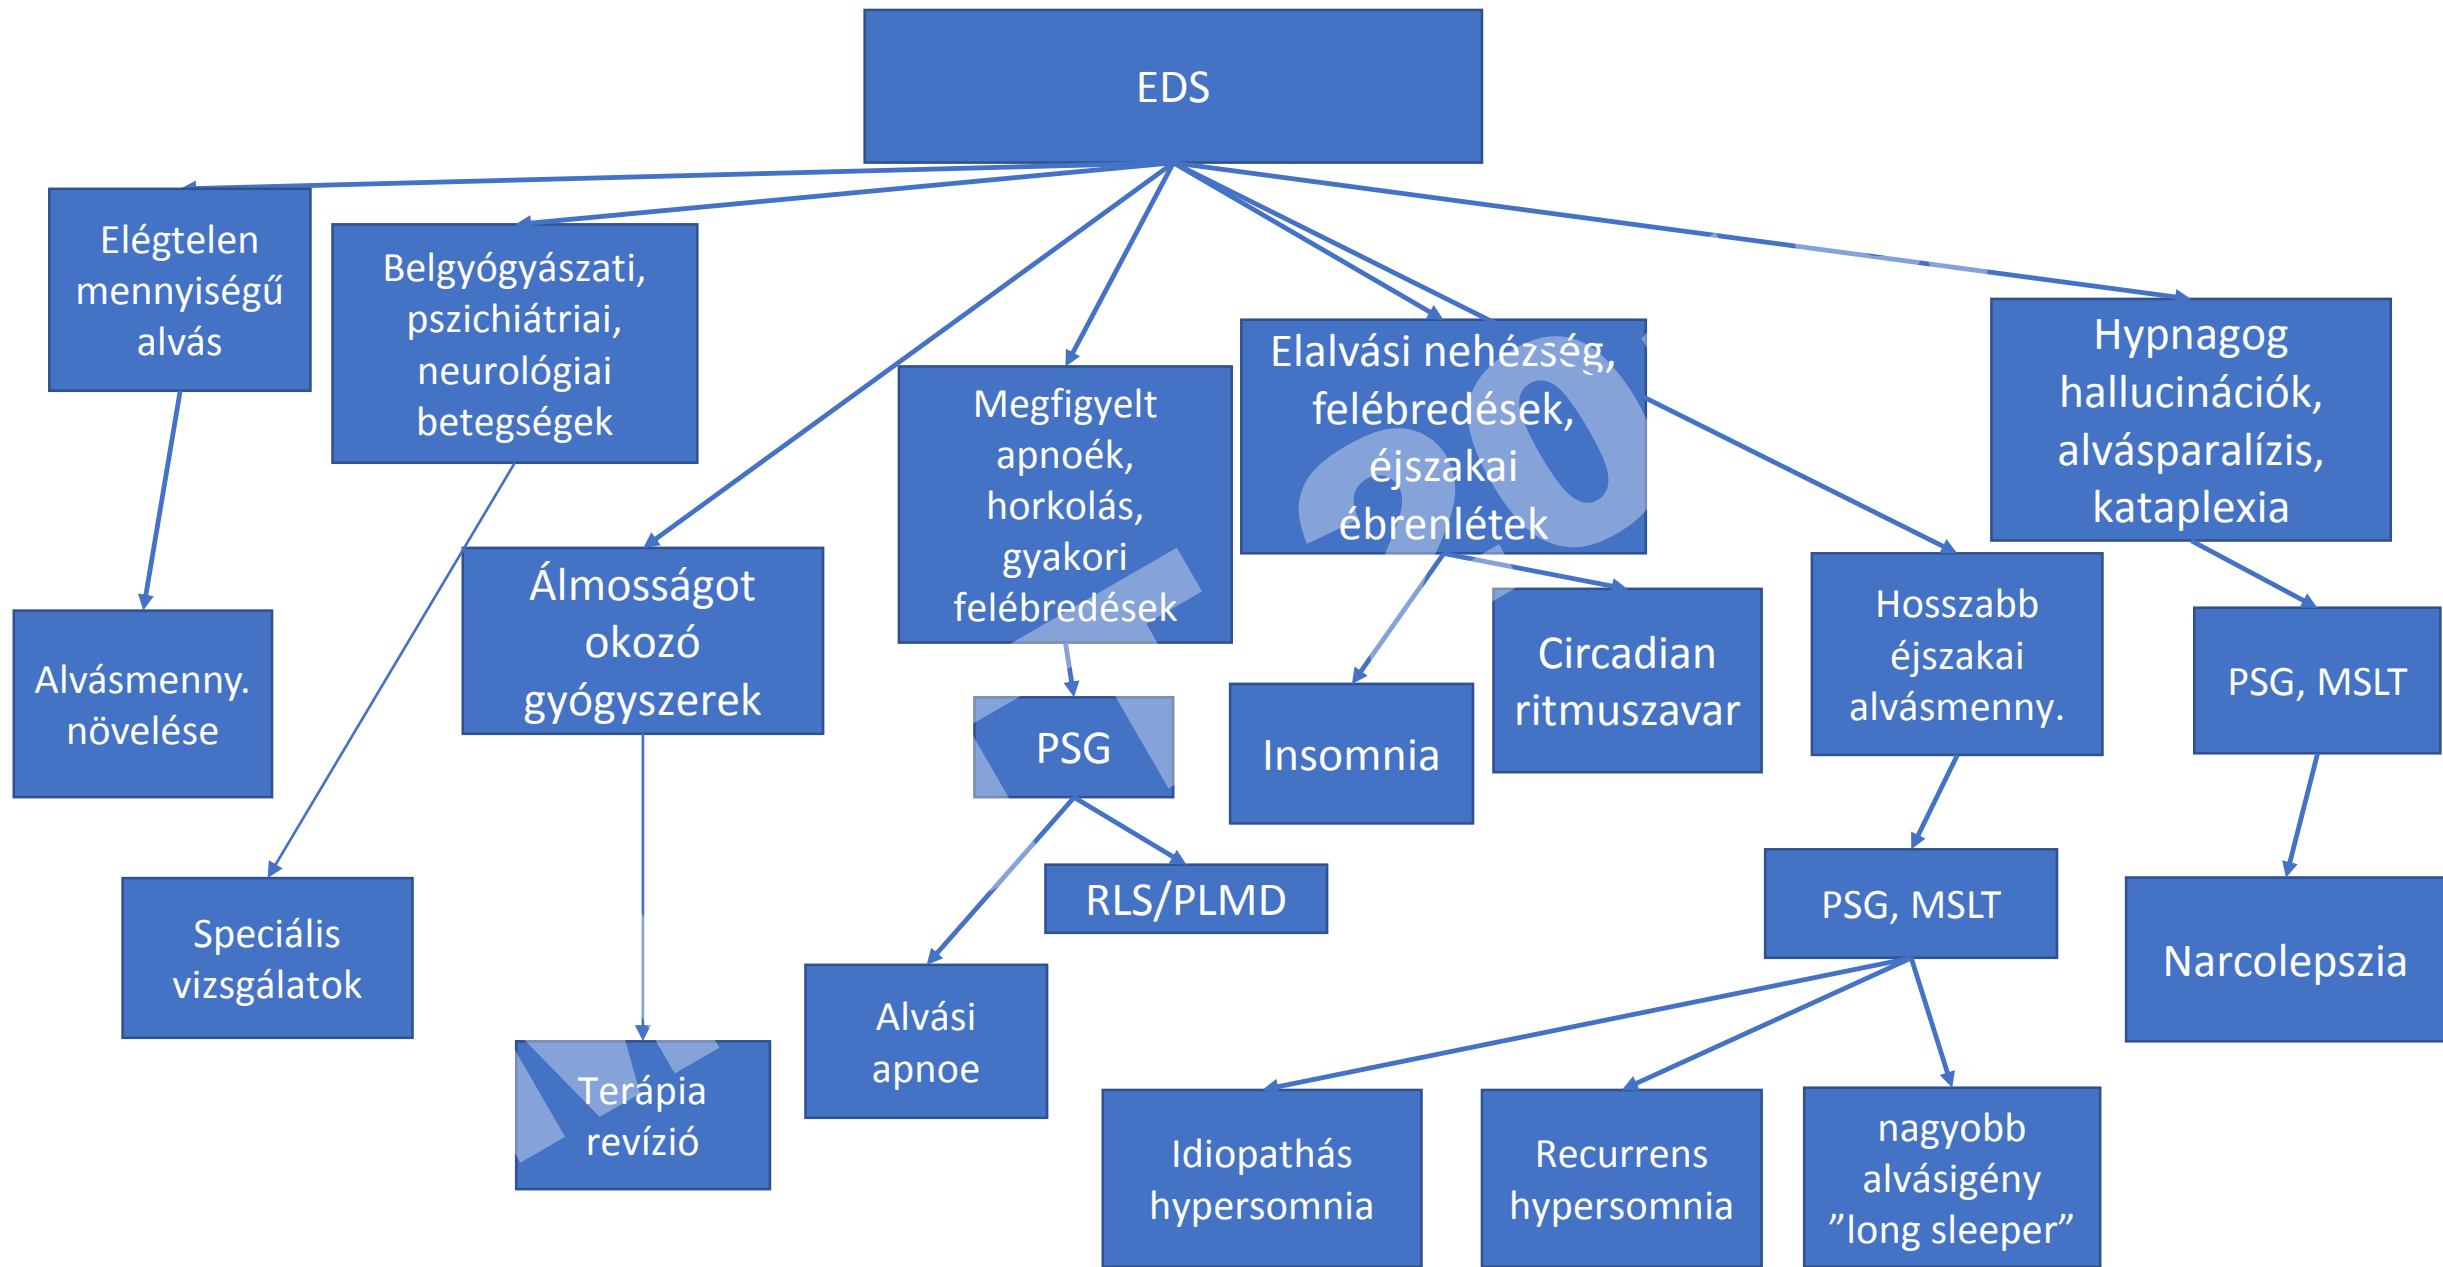 EDS
Elégtelen
mennyiségű
alvás
Belgyógyászati,
pszichiátriai,
neurológiai
betegségek
Álmosságot
okozó
gyógyszerek
Megfigyelt
apnoék,
horkolás,
gyakori
felébredések
Elalvási nehézség,
felébredések,
éjszakai
ébrenlétek
Hosszabb
éjszakai
alvásmenny.
Hypnagog
hallucinációk,
alvásparalízis,
kataplexia
Alvásmenny.
növelése
Speciális
vizsgálatok
Terápia
revízió
PSG
Alvási
apnoe
RLS/PLMD
Insomnia
Circadian
ritmuszavar
PSG, MSLT
Idiopathás
hypersomnia
Recurrens
hypersomnia
nagyobb
alvásigény
”long sleeper”
PSG, MSLT
Narcolepszia